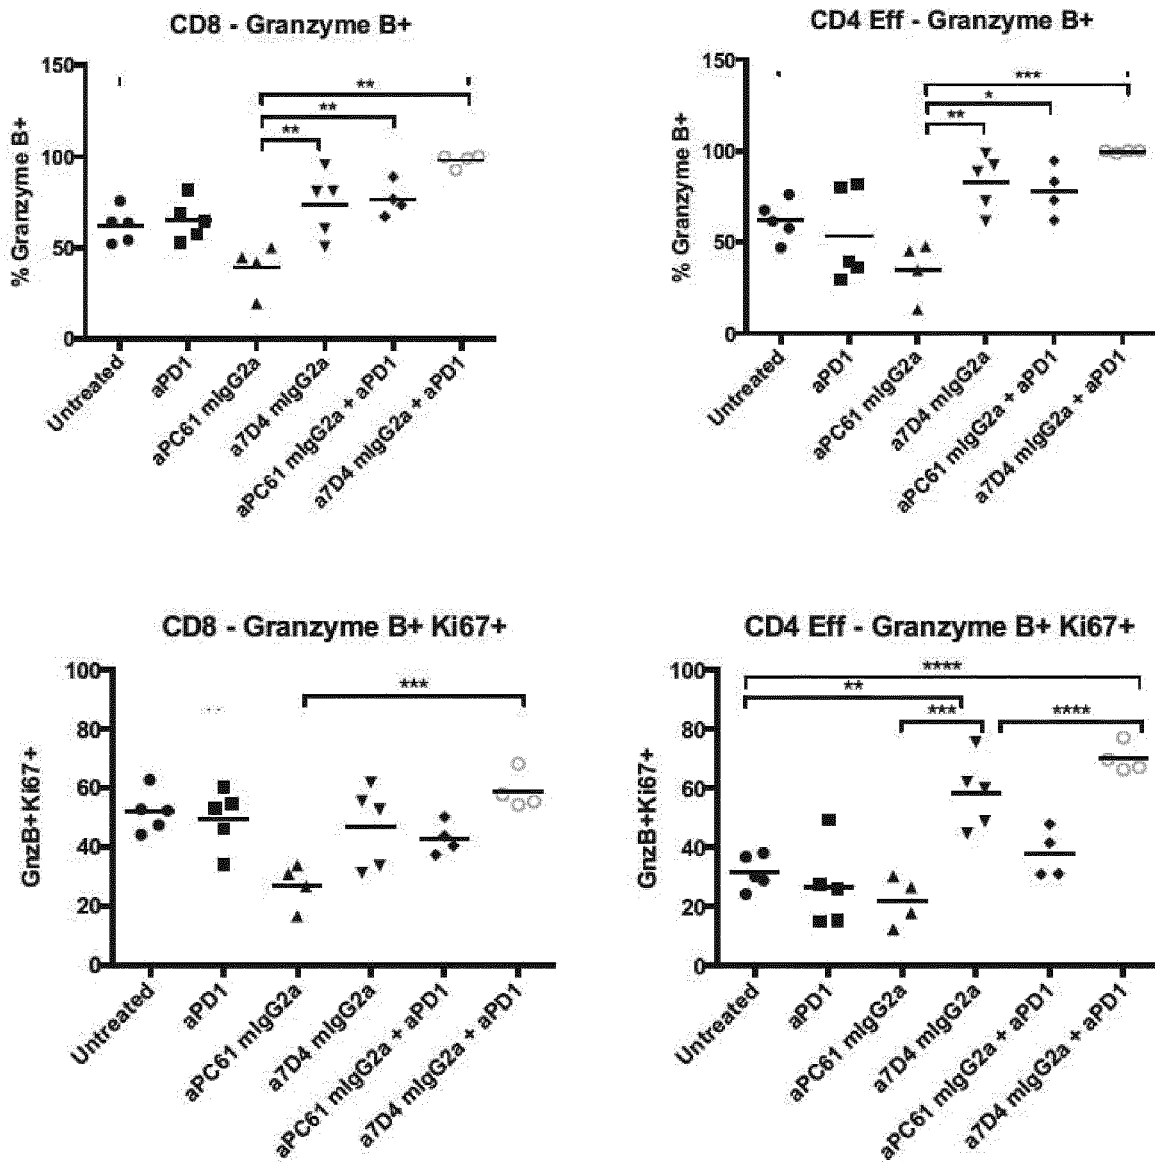 CD8 - Granzyme B+
% Granzyme B+
150
100
50
0
**
**
**
Untreated
aPD1
aPC61 mIgG2a
a7D4 mIgG2a
aPC61 mIgG2a + aPD1
a7D4 mIgG2a + aPD1
CD4 Eff - Granzyme B+
% Granzyme B+
150
100
50
0
***
*
**
Untreated
aPD1
aPC61 mIgG2a
a7D4 mIgG2a
aPC61 mIgG2a + aPD1
a7D4 mIgG2a + aPD1
CD8 - Granzyme B+ Ki67+
GnzB+Ki67+
100
80
60
40
20
0
***
Untreated
aPD1
aPC61 mIgG2a
a7D4 mIgG2a
aPC61 mIgG2a + aPD1
a7D4 mIgG2a + aPD1
CD4 Eff - Granzyme B+ Ki67+
GnzB+Ki67+
100
80
60
40
20
0
****
**
***
****
Untreated
aPD1
aPC61 mIgG2a
a7D4 mIgG2a
aPC61 mIgG2a + aPD1
a7D4 mIgG2a + aPD1